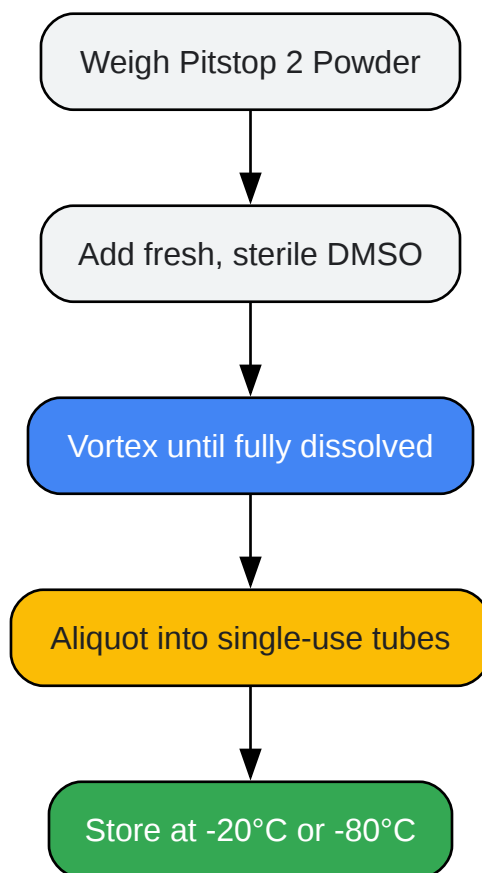 Weigh Pitstop 2 Powder
Add fresh, sterile DMSO
Vortex until fully dissolved
Aliquot into single-use tubes
Store at -20°C or -80°C